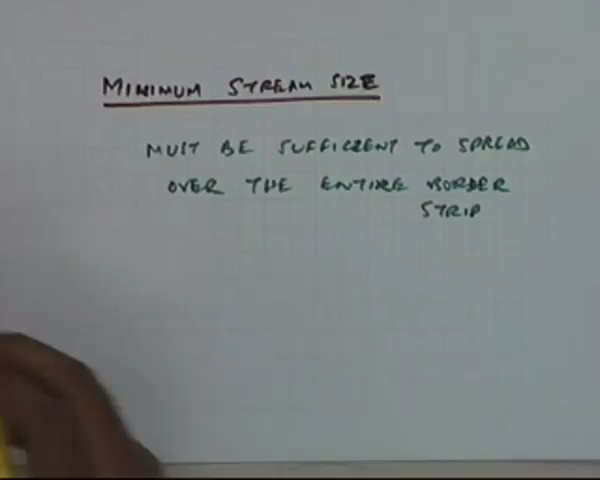 MINIMUM STREAM SIZE
MUST BE SUFFICIENT TO SPREAD
OVER THE ENTIRE BORDER
STRIP